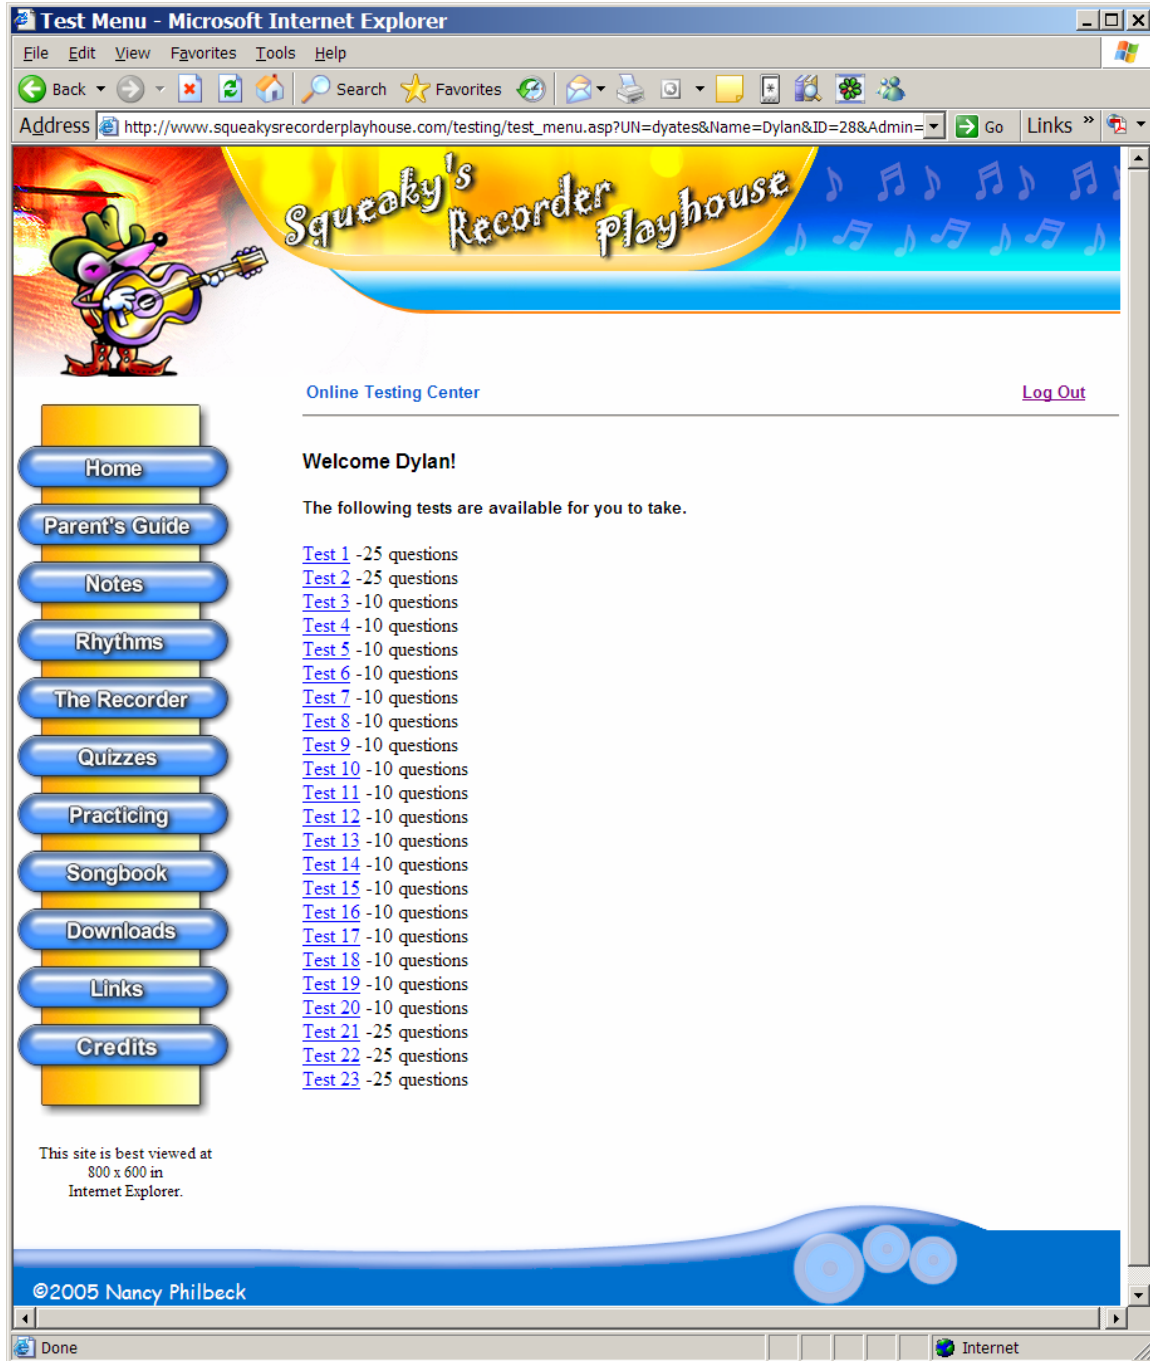 Test Menu - Microsoft Internet Explorer
File Edit View Favorites Tools Help
Back Search Favorites
Address http://www.squeakysrecorderplayhouse.com/testing/test_menu.asp?UN=dyates&Name=Dylan&ID=28&Admin= Go Links »
Squeaky's Recorder Playhouse
Online Testing Center Log Out
Welcome Dylan!
The following tests are available for you to take.
Test 1 -25 questions
Test 2 -25 questions
Test 3 -10 questions
Test 4 -10 questions
Test 5 -10 questions
Test 6 -10 questions
Test 7 -10 questions
Test 8 -10 questions
Test 9 -10 questions
Test 10 -10 questions
Test 11 -10 questions
Test 12 -10 questions
Test 13 -10 questions
Test 14 -10 questions
Test 15 -10 questions
Test 16 -10 questions
Test 17 -10 questions
Test 18 -10 questions
Test 19 -10 questions
Test 20 -10 questions
Test 21 -25 questions
Test 22 -25 questions
Test 23 -25 questions
Home
Parent's Guide
Notes
Rhythms
The Recorder
Quizzes
Practicing
Songbook
Downloads
Links
Credits
This site is best viewed at
800 x 600 in
Internet Explorer.
©2005 Nancy Philbeck
Done Internet